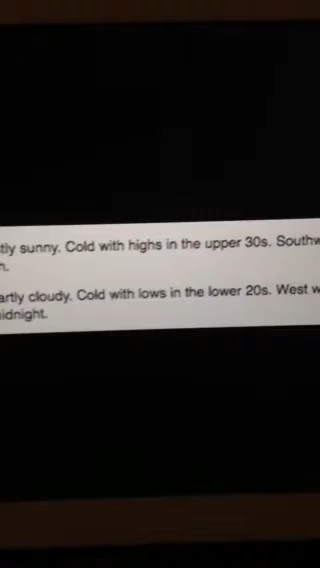 tly sunny. Cold with highs in the upper 30s. Southw
artly cloudy. Cold with lows in the lower 20s. West w
idnight.